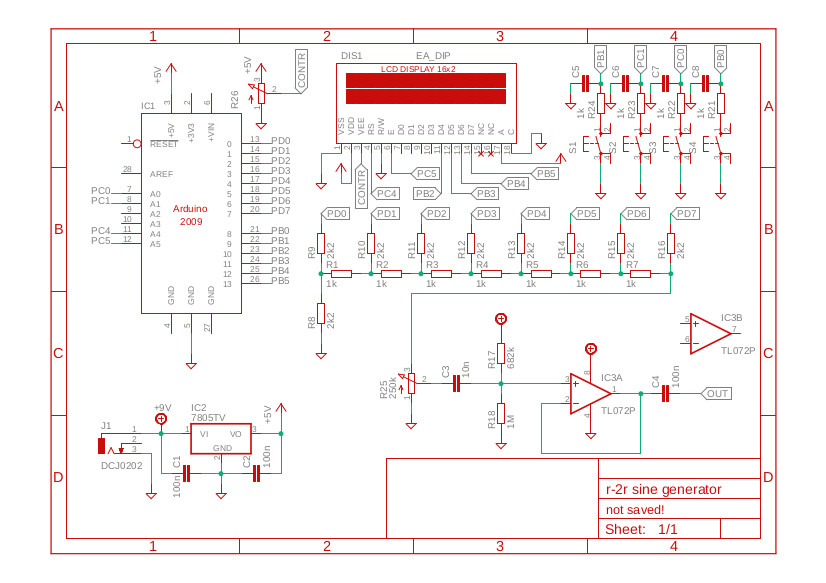 1 2 3 4
DIS1 EA_DIP
LCD DISPLAY 16x2
+5V +5V CONTR
PB1 PC1 PC0 PB0
C5 C6 C7 C8
A A
3 2 6 R26 3 2 1
1k R24 1k R23 1k R22 1k R21
IC1
+5V +3V3 +VIN
VSS VDD VEE RS R/W E D0 D1 D2 D3 D4 D5 D6 D7 NC NC A C
1 2 3 4 5 6 7 8 9 10 11 12 13 14 15 16 17 18
S1 S2 S3 S4
1 RESET 0 13 PD0
1 14 PD1
2 15 PD2
28 AREF 3 16 PD3
4 17 PD4
PC0 7 A0 5 18 PD5
PC1 8 A1 6 19 PD6
9 A2 7 20 PD7
10 A3
PC4 11 A4 8 21 PB0
PC5 12 A5 9 22 PB1
10 23 PB2
11 24 PB3
12 25 PB4
13 26 PB5
Arduino
2009
GND GND GND
4 5 27
CONTR PC5 PB5
PB4
PC4 PB2 PB3
B B
PD0 PD1 PD2 PD3 PD4 PD5 PD6 PD7
R9 2k2 R10 2k2 R11 2k2 R12 2k2 R13 2k2 R14 2k2 R15 2k2 R16 2k2
R1 R2 R3 R4 R5 R6 R7
1k 1k 1k 1k 1k 1k 1k
R8 2k2
C C
IC3B
5 6 7
TL072P
R17 682k
R25 250k 3 2 1
C3 10n
8
3 IC3A 1
2
4 TL072P
C4 100n
OUT
R18 1M
+9V IC2 +5V
7805TV
J1 1 VI VO 3
1
2 GND
3 2
DCJ0202
C1 100n C2 100n
D D
r-2r sine generator
not saved!
Sheet: 1/1
1 2 3 4